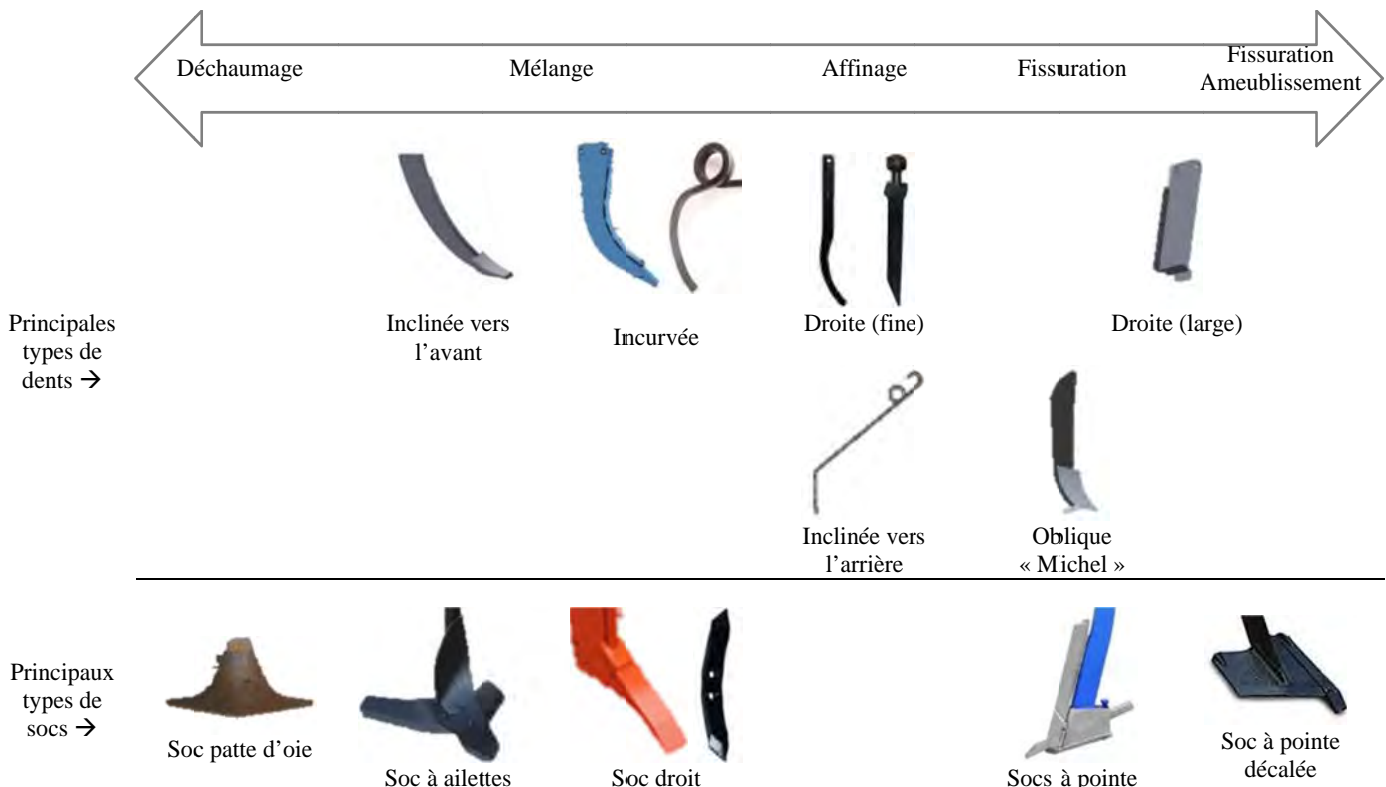 Déchaumage
Mélange
Affinage
Fissuration
Fissuration
Ameublissement
Principales
types de
dents →
Inclinée vers
l'avant
Incurvée
Droite (fine)
Droite (large)
Inclinée vers
l'arrière
Oblique
« Michel »
Principaux
types de
socs →
Soc patte d'oie
Soc à ailettes
Soc droit
Socs à pointe
Soc à pointe
décalée